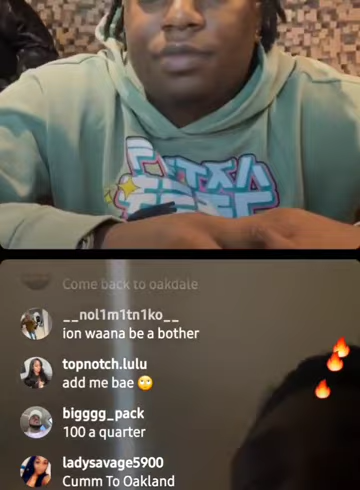 Come back to oakdale
__nol1m1tn1ko__
ion waana be a bother
topnotch.lulu
add me bae 🙄
bigggg_pack
100 a quarter
ladysavage5900
Cumm To Oakland